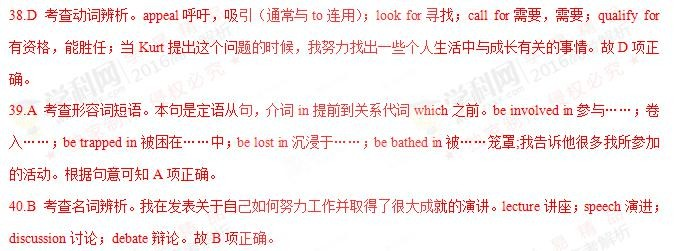 38.D 考查动词辨析。appeal 呼吁，吸引（通常与 to 连用）；look for 寻找；call for 需要，需要；qualify for
有资格，能胜任；当 Kurt 提出这个问题的时候，我努力找出一些个人生活中与成长有关的事情。故 D 项正
确。
39.A 考查形容词短语。本句是定语从句，介词 in 提前到关系代词 which 之前。be involved in 参与……；卷
入……；be trapped in 被困在……中；be lost in 沉浸于……；be bathed in 被……笼罩;我告诉他很多我所参加
的活动。根据句意可知 A 项正确。
40.B 考查名词辨析。我在发表关于自己如何努力工作并取得了很大成就的演讲。lecture 讲座；speech 演进；
discussion 讨论；debate 辩论。故 B 项正确。